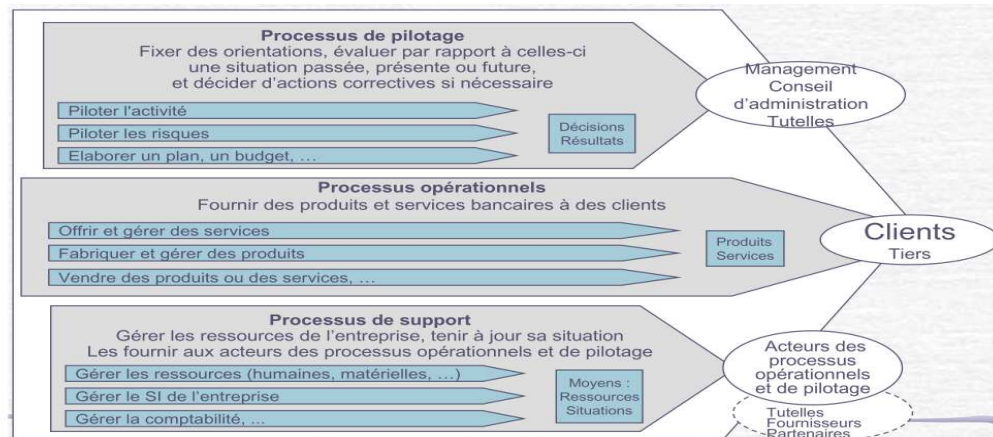 Processus de pilotage
Fixer des orientations, évaluer par rapport à celles-ci
une situation passée, présente ou future,
et décider d'actions correctives si nécessaire
Piloter l'activité
Piloter les risques
Elaborer un plan, un budget, …
Décisions
Résultats
Management
Conseil
d'administration
Tutelles
Processus opérationnels
Fournir des produits et services bancaires à des clients
Offrir et gérer des services
Fabriquer et gérer des produits
Vendre des produits ou des services, …
Produits
Services
Clients
Tiers
Processus de support
Gérer les ressources de l'entreprise, tenir à jour sa situation
Les fournir aux acteurs des processus opérationnels et de pilotage
Gérer les ressources (humaines, matérielles, …)
Gérer le SI de l'entreprise
Gérer la comptabilité, ...
Moyens :
Ressources
Situations
Acteurs des
processus
opérationnels
et de pilotage
Tutelles
Fournisseurs
Partenaires